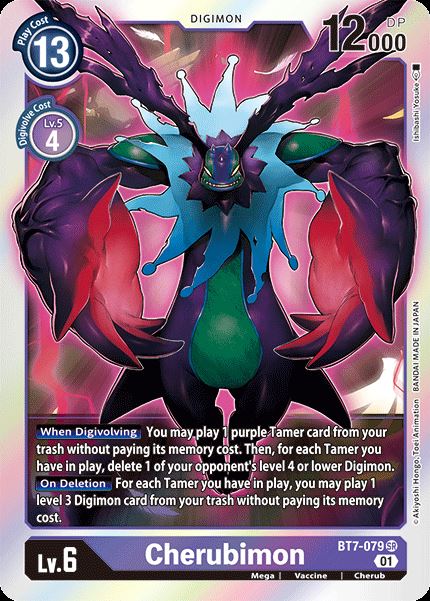 DIGIMON
Play Cost
13
12000
DP
Digivolve Cost
Lv.5
4
Ishibashi Yosuke
©Akiyoshi Hongo, Toei Animation · BANDAI MADE IN JAPAN
When Digivolving You may play 1 purple Tamer card from your
trash without paying its memory cost. Then, for each Tamer you
have in play, delete 1 of your opponent's level 4 or lower Digimon.
On Deletion For each Tamer you have in play, you may play 1
level 3 Digimon card from your trash without paying its memory
cost.
Lv.6
Cherubimon
BT7-079 SR
01
Mega | Vaccine | Cherub